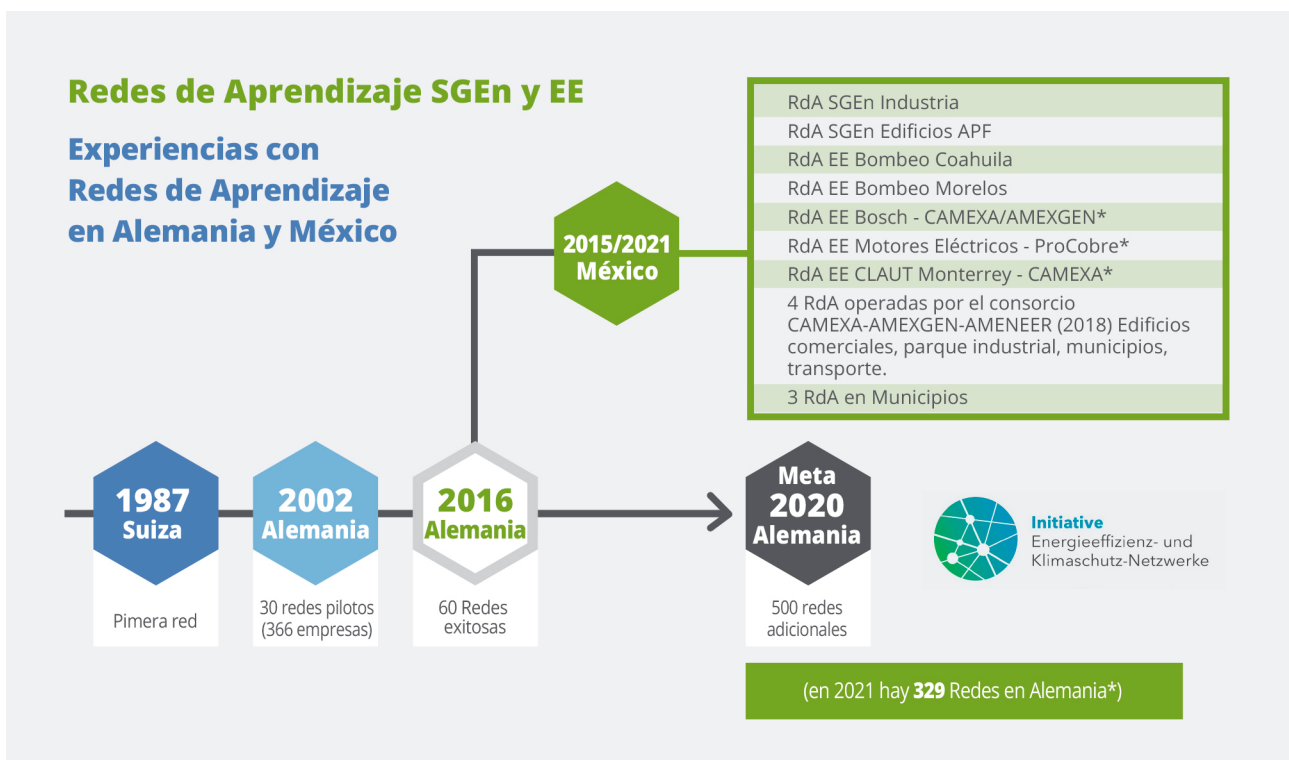 Redes de Aprendizaje SGEn y EE
Experiencias con
Redes de Aprendizaje
en Alemania y México
2015/2021
México
RdA SGEn Industria
RdA SGEn Edificios APF
RdA EE Bombeo Coahuila
RdA EE Bombeo Morelos
RdA EE Bosch - CAMEXA/AMEXGEN*
RdA EE Motores Eléctricos - ProCobre*
RdA EE CLAUT Monterrey - CAMEXA*
4 RdA operadas por el consorcio
CAMEXA-AMEXGEN-AMENEER (2018) Edificios
comerciales, parque industrial, municipios,
transporte.
3 RdA en Municipios
1987
Suiza
Pimera red
2002
Alemania
30 redes pilotos
(366 empresas)
2016
Alemania
60 Redes
exitosas
Meta
2020
Alemania
500 redes
adicionales
Initiative
Energieeffizienz- und
Klimaschutz-Netzwerke
(en 2021 hay 329 Redes en Alemania*)